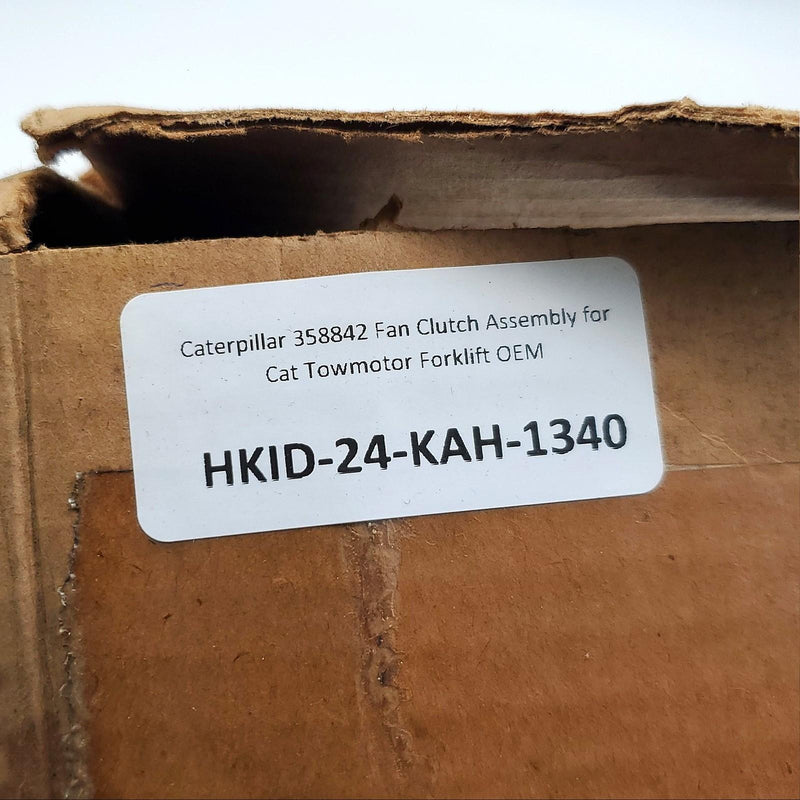 Caterpillar 358842 Fan Clutch Assembly for
Cat Towmotor Forklift OEM
HKID-24-KAH-1340